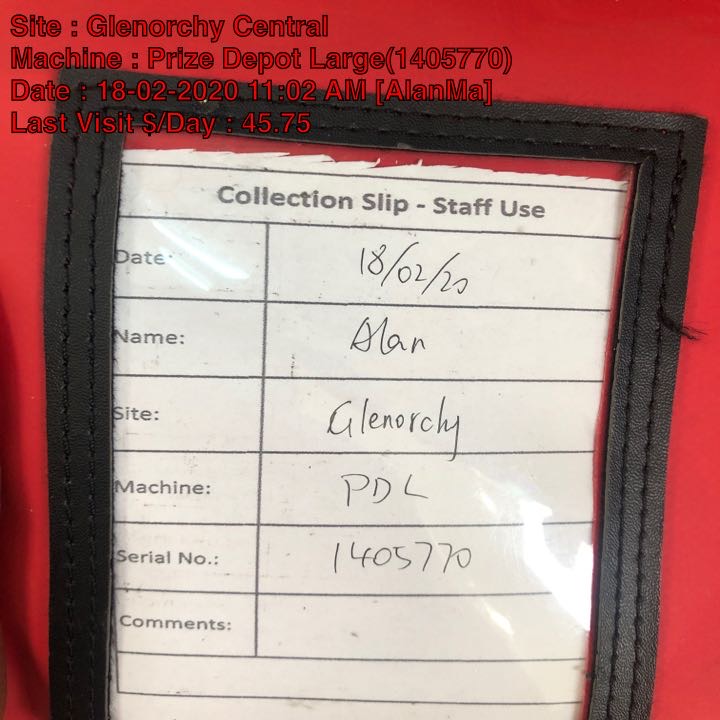 Site : Glenorchy Central
Machine : Prize Depot Large(1405770)
Date : 18-02-2020 11:02 AM [AlanMa]
Last Visit $/Day : 45.75
Collection Slip - Staff Use
Date: 18/02/20
Name: Alan
Site: Glenorchy
Machine: PDL
Serial No.: 1405770
Comments: